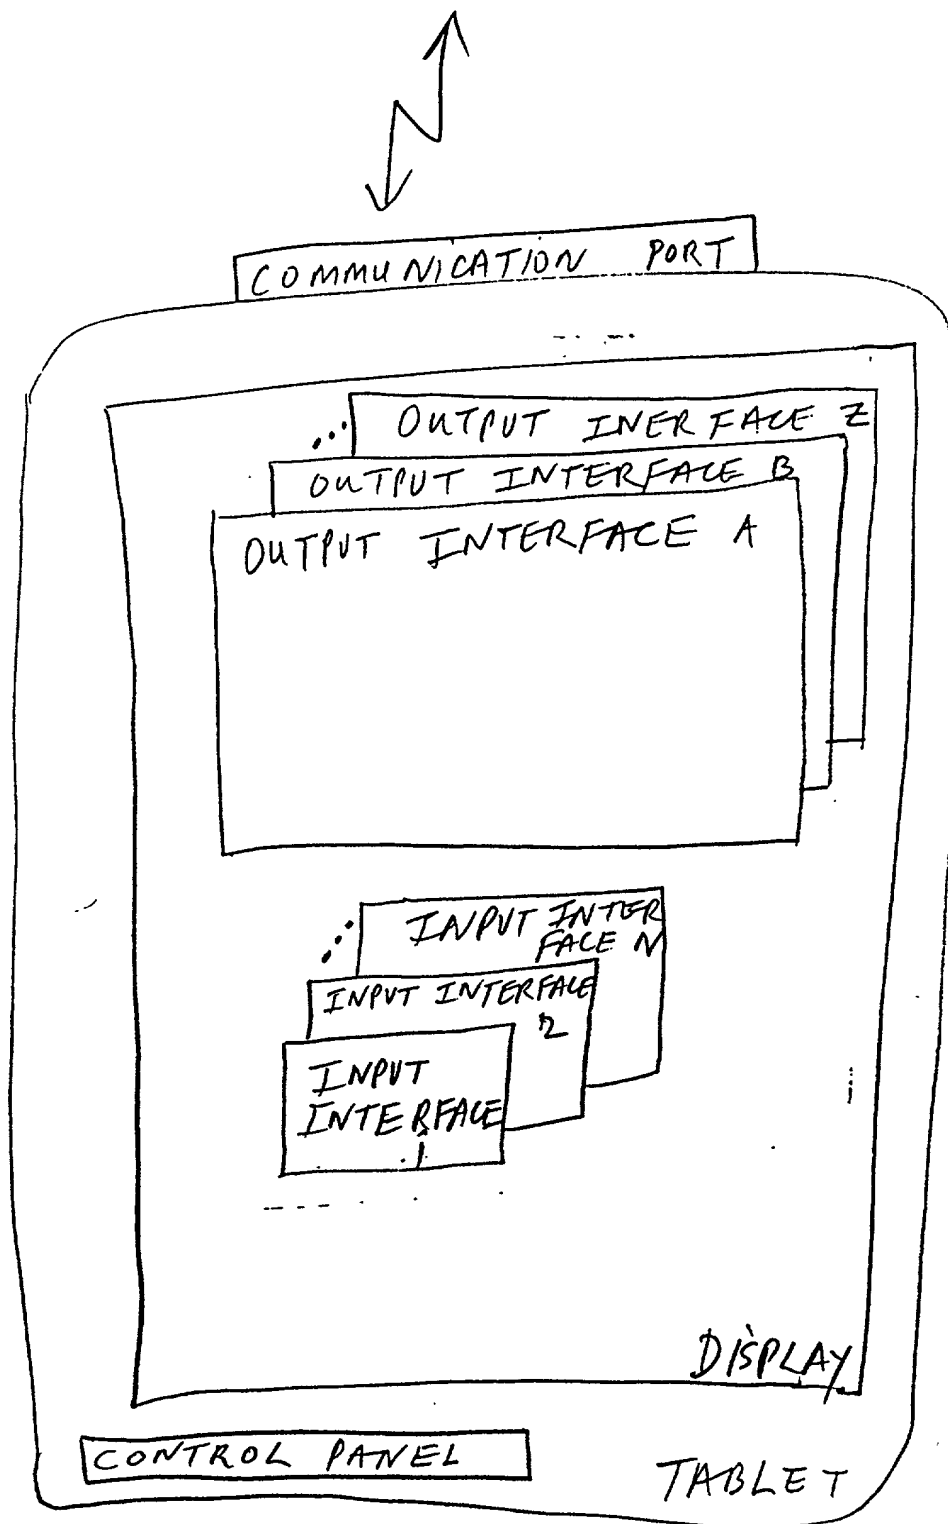 COMMUNICATION PORT
OUTPUT INERFACE Z
OUTPUT INTERFACE B
OUTPUT INTERFACE A
INPUT INTER
FACE N
INPUT INTERFACE
2
INPUT
INTERFACE
1
DISPLAY
CONTROL PANEL
TABLET